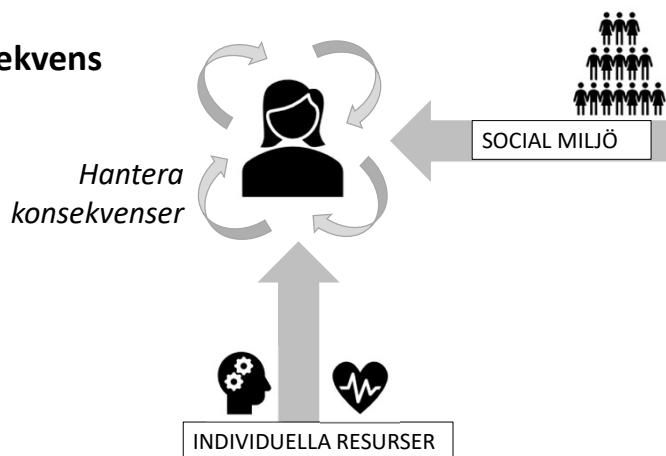 ekvens
SOCIAL MILJÖ
Hantera
konsekvenser
INDIVIDUELLA RESURSER